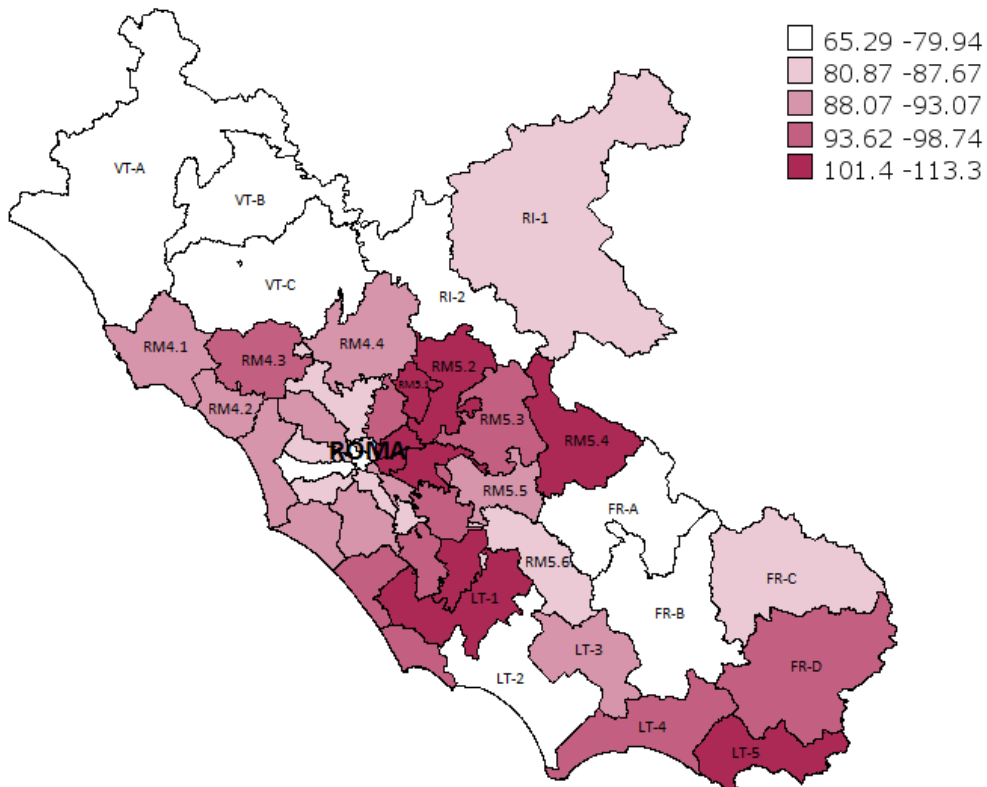 65.29 -79.94
80.87 -87.67
88.07 -93.07
93.62 -98.74
101.4 -113.3
VT-A
VT-B
RI-1
VT-C
RI-2
RM4.1
RM4.3
RM4.4
RM5.2
RM5.1
RM4.2
RM5.3
RM5.4
ROMA
RM5.5
FR-A
RM5.6
FR-C
LT-1
FR-B
LT-3
FR-D
LT-2
LT-4
LT-5